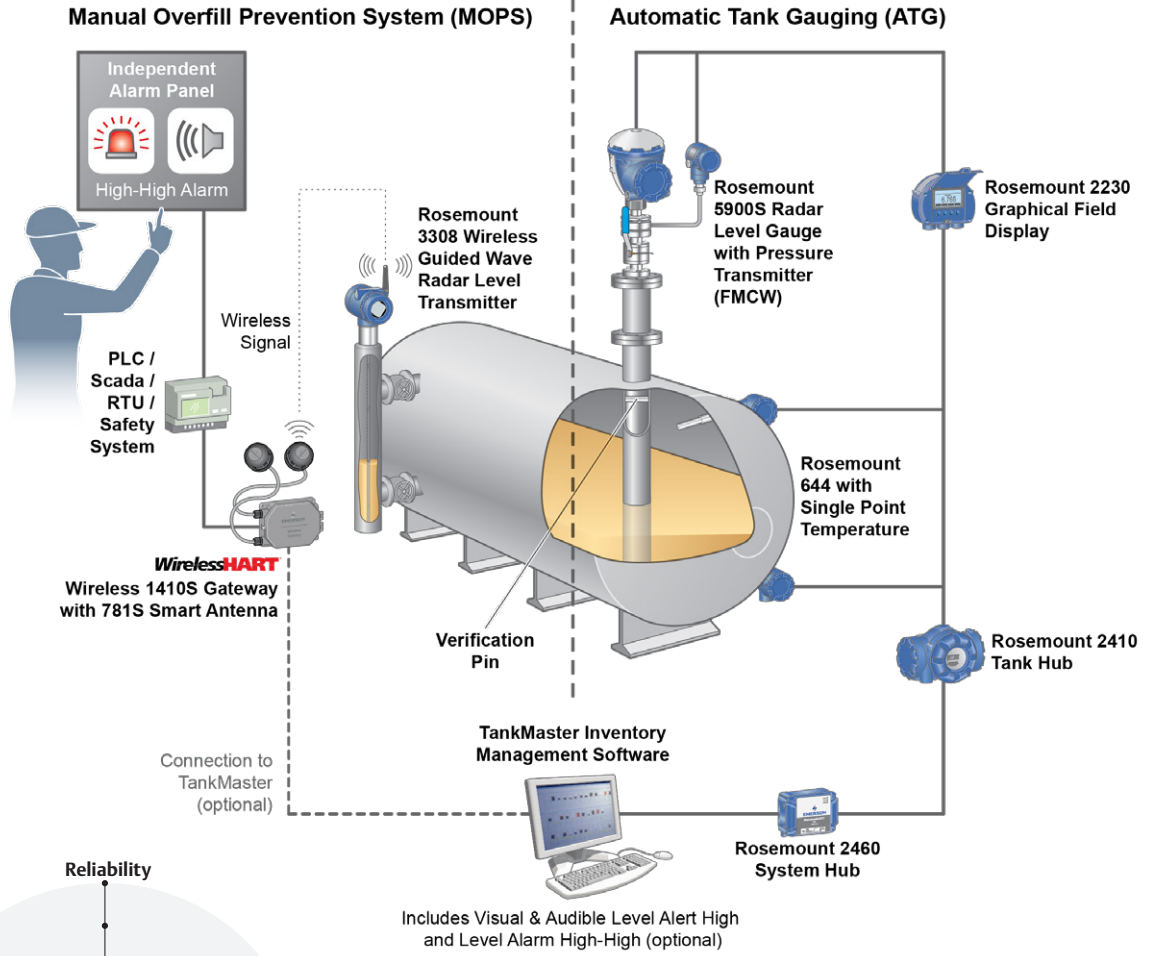 Manual Overfill Prevention System (MOPS)
Automatic Tank Gauging (ATG)
Independent
Alarm Panel
High-High Alarm
Rosemount
3308 Wireless
Guided Wave
Radar Level
Transmitter
Rosemount
5900S Radar
Level Gauge
with Pressure
Transmitter
(FMCW)
Rosemount 2230
Graphical Field
Display
Wireless
Signal
PLC /
Scada /
RTU /
Safety
System
Rosemount
644 with
Single Point
Temperature
EMERSON
WirelessHART
Wireless 1410S Gateway
with 781S Smart Antenna
Verification
Pin
Rosemount 2410
Tank Hub
TankMaster Inventory
Management Software
Connection to
TankMaster
(optional)
EMERSON
Rosemount 2460
System Hub
Reliability
Includes Visual & Audible Level Alert High
and Level Alarm High-High (optional)